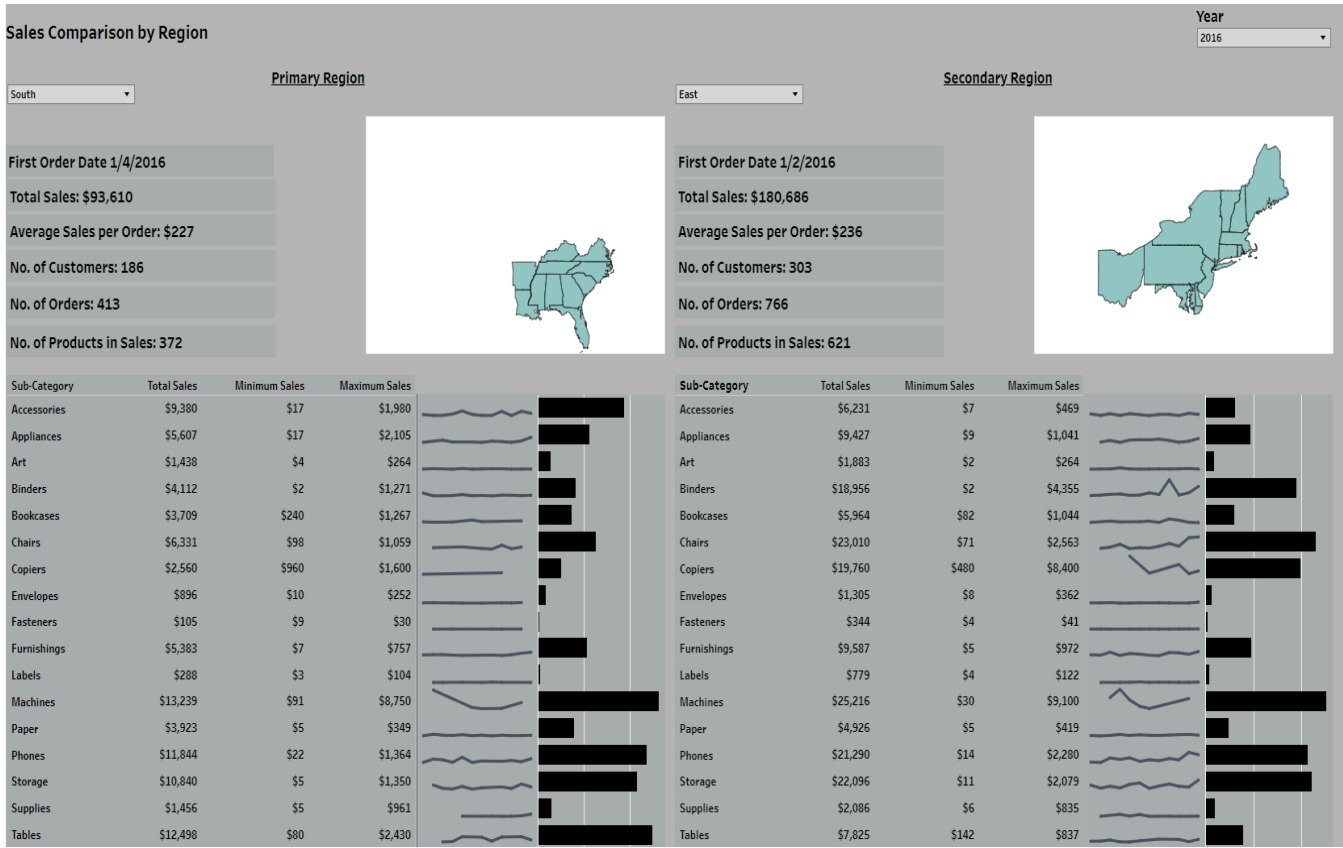 Sales Comparison by Region
Year
2016
Primary Region
South
First Order Date 1/4/2016
Total Sales: $93,610
Average Sales per Order: $227
No. of Customers: 186
No. of Orders: 413
No. of Products in Sales: 372
Sub-Category Total Sales Minimum Sales Maximum Sales
Accessories $9,380 $17 $1,980
Appliances $5,607 $17 $2,105
Art $1,438 $4 $264
Binders $4,112 $2 $1,271
Bookcases $3,709 $240 $1,267
Chairs $6,331 $98 $1,059
Copiers $2,560 $960 $1,600
Envelopes $896 $10 $252
Fasteners $105 $9 $30
Furnishings $5,383 $7 $757
Labels $288 $3 $104
Machines $13,239 $91 $8,750
Paper $3,923 $5 $349
Phones $11,844 $22 $1,364
Storage $10,840 $5 $1,350
Supplies $1,456 $5 $961
Tables $12,498 $80 $2,430
Secondary Region
East
First Order Date 1/2/2016
Total Sales: $180,686
Average Sales per Order: $236
No. of Customers: 303
No. of Orders: 766
No. of Products in Sales: 621
Sub-Category Total Sales Minimum Sales Maximum Sales
Accessories $6,231 $7 $469
Appliances $9,427 $9 $1,041
Art $1,883 $2 $264
Binders $18,956 $2 $4,355
Bookcases $5,964 $82 $1,044
Chairs $23,010 $71 $2,563
Copiers $19,760 $480 $8,400
Envelopes $1,305 $8 $362
Fasteners $344 $4 $41
Furnishings $9,587 $5 $972
Labels $779 $4 $122
Machines $25,216 $30 $9,100
Paper $4,926 $5 $419
Phones $21,290 $14 $2,280
Storage $22,096 $11 $2,079
Supplies $2,086 $6 $835
Tables $7,825 $142 $837